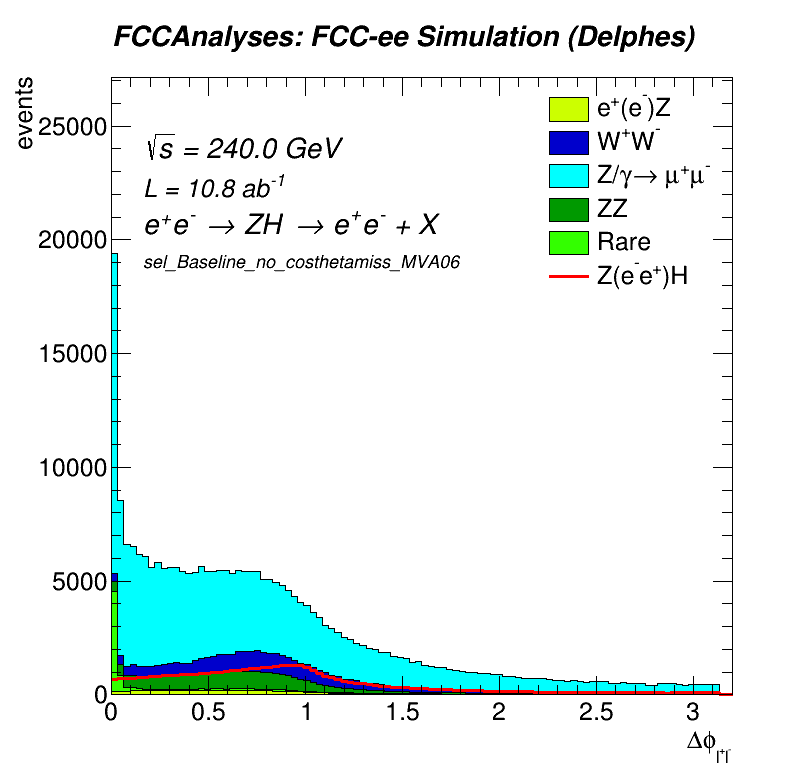 FCCAnalyses: FCC-ee Simulation (Delphes)
events
25000
20000
15000
10000
5000
0
√s = 240.0 GeV
L = 10.8 ab⁻¹
e⁺e⁻ → ZH → e⁺e⁻ + X
sel_Baseline_no_costhetamiss_MVA06
e⁺(e⁻)Z
W⁺W⁻
Z/γ→ μ⁺μ⁻
ZZ
Rare
Z(e⁻e⁺)H
0 0.5 1 1.5 2 2.5 3
Δϕ l⁺l⁻